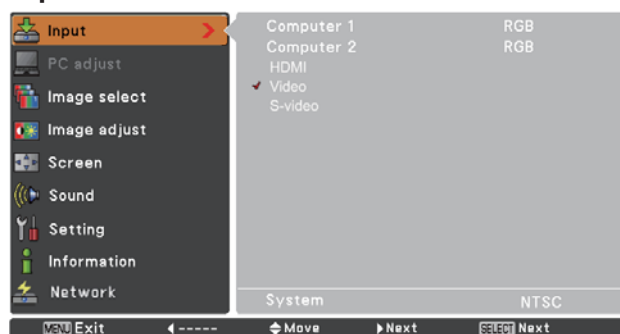 Input
PC adjust
Image select
Image adjust
Screen
Sound
Setting
Information
Network
Computer 1 RGB
Computer 2 RGB
HDMI
Video
S-video
System NTSC
MENU Exit ----- Move Next SELECT Next